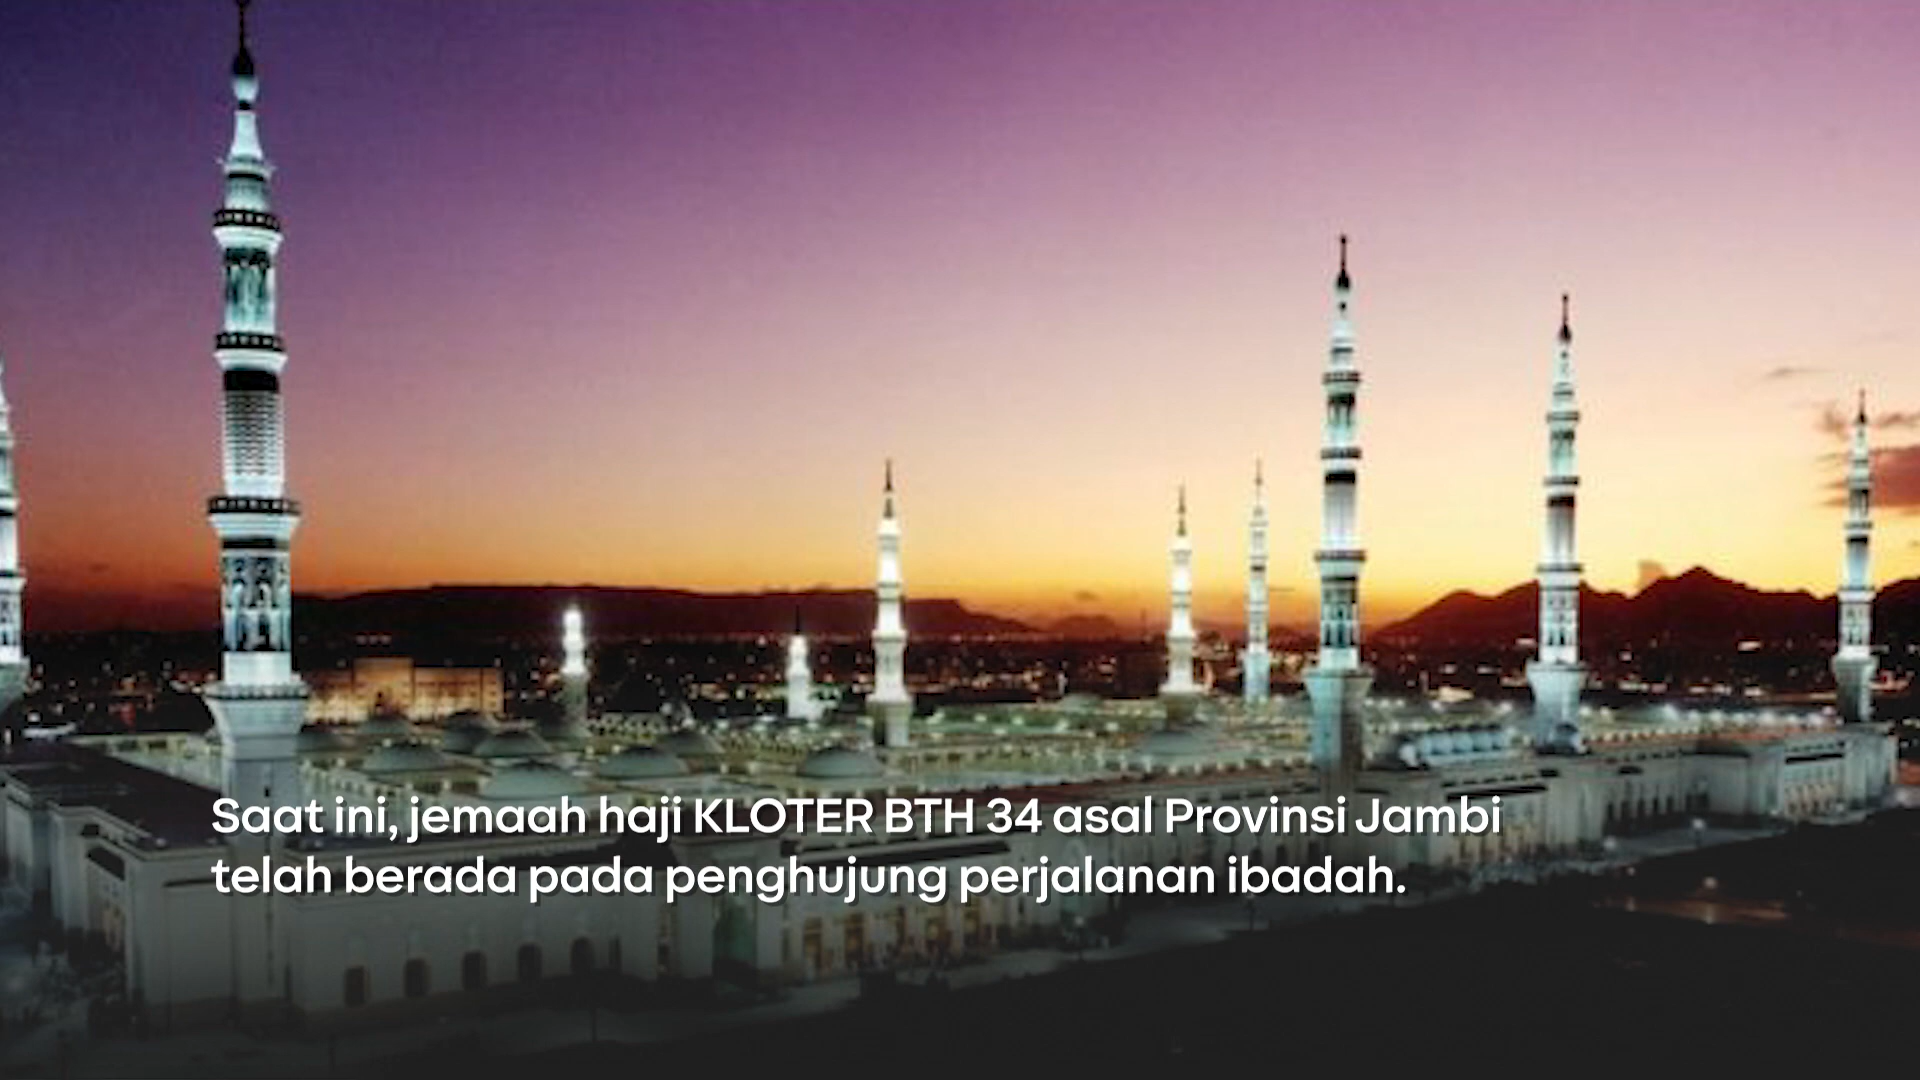 Saat ini, jemaah haji KLOTER BTH 34 asal Provinsi Jambi
telah berada pada penghujung perjalanan ibadah.